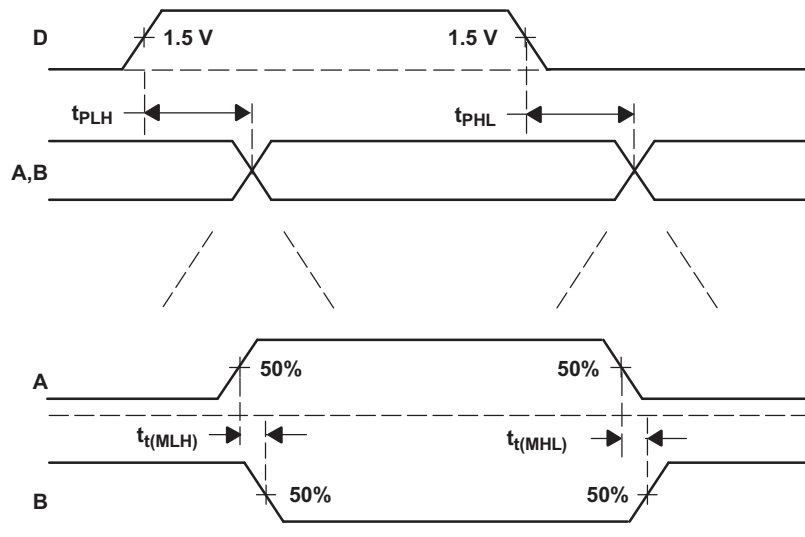 D 1.5 V 1.5 V
tPLH tPHL
A,B
A 50% 50%
tt(MLH) tt(MHL)
B 50% 50%